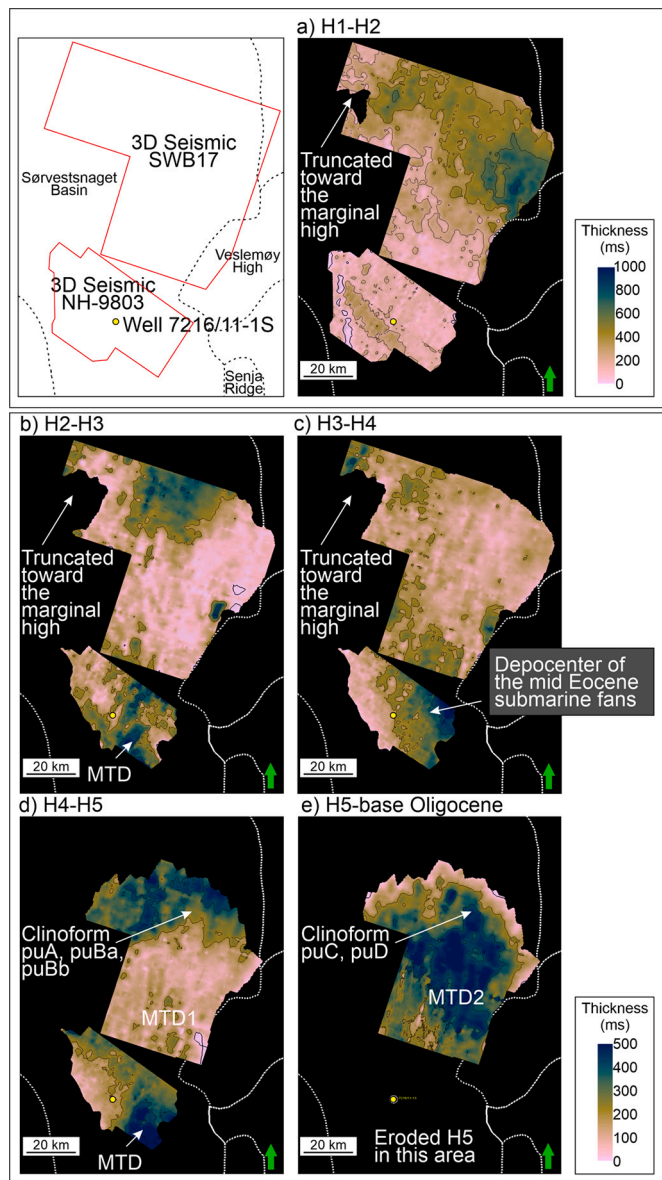 a) H1-H2
3D Seismic
SWB17
Sørvestsnaget
Basin
Veslemøy
High
3D Seismic
NH-9803
Well 7216/11-1S
Senja
Ridge
Truncated
toward
the
marginal
high
20 km
Thickness
(ms)
1000
800
600
400
200
0
b) H2-H3
Truncated
toward
the
marginal
high
20 km
MTD
c) H3-H4
Truncated
toward
the
marginal
high
Depocenter of
the mid Eocene
submarine fans
20 km
d) H4-H5
Clinoform
puA, puBa,
puBb
MTD1
20 km
MTD
e) H5-base Oligocene
Clinoform
puC, puD
MTD2
20 km
Eroded H5
in this area
Thickness
(ms)
500
400
300
200
100
0